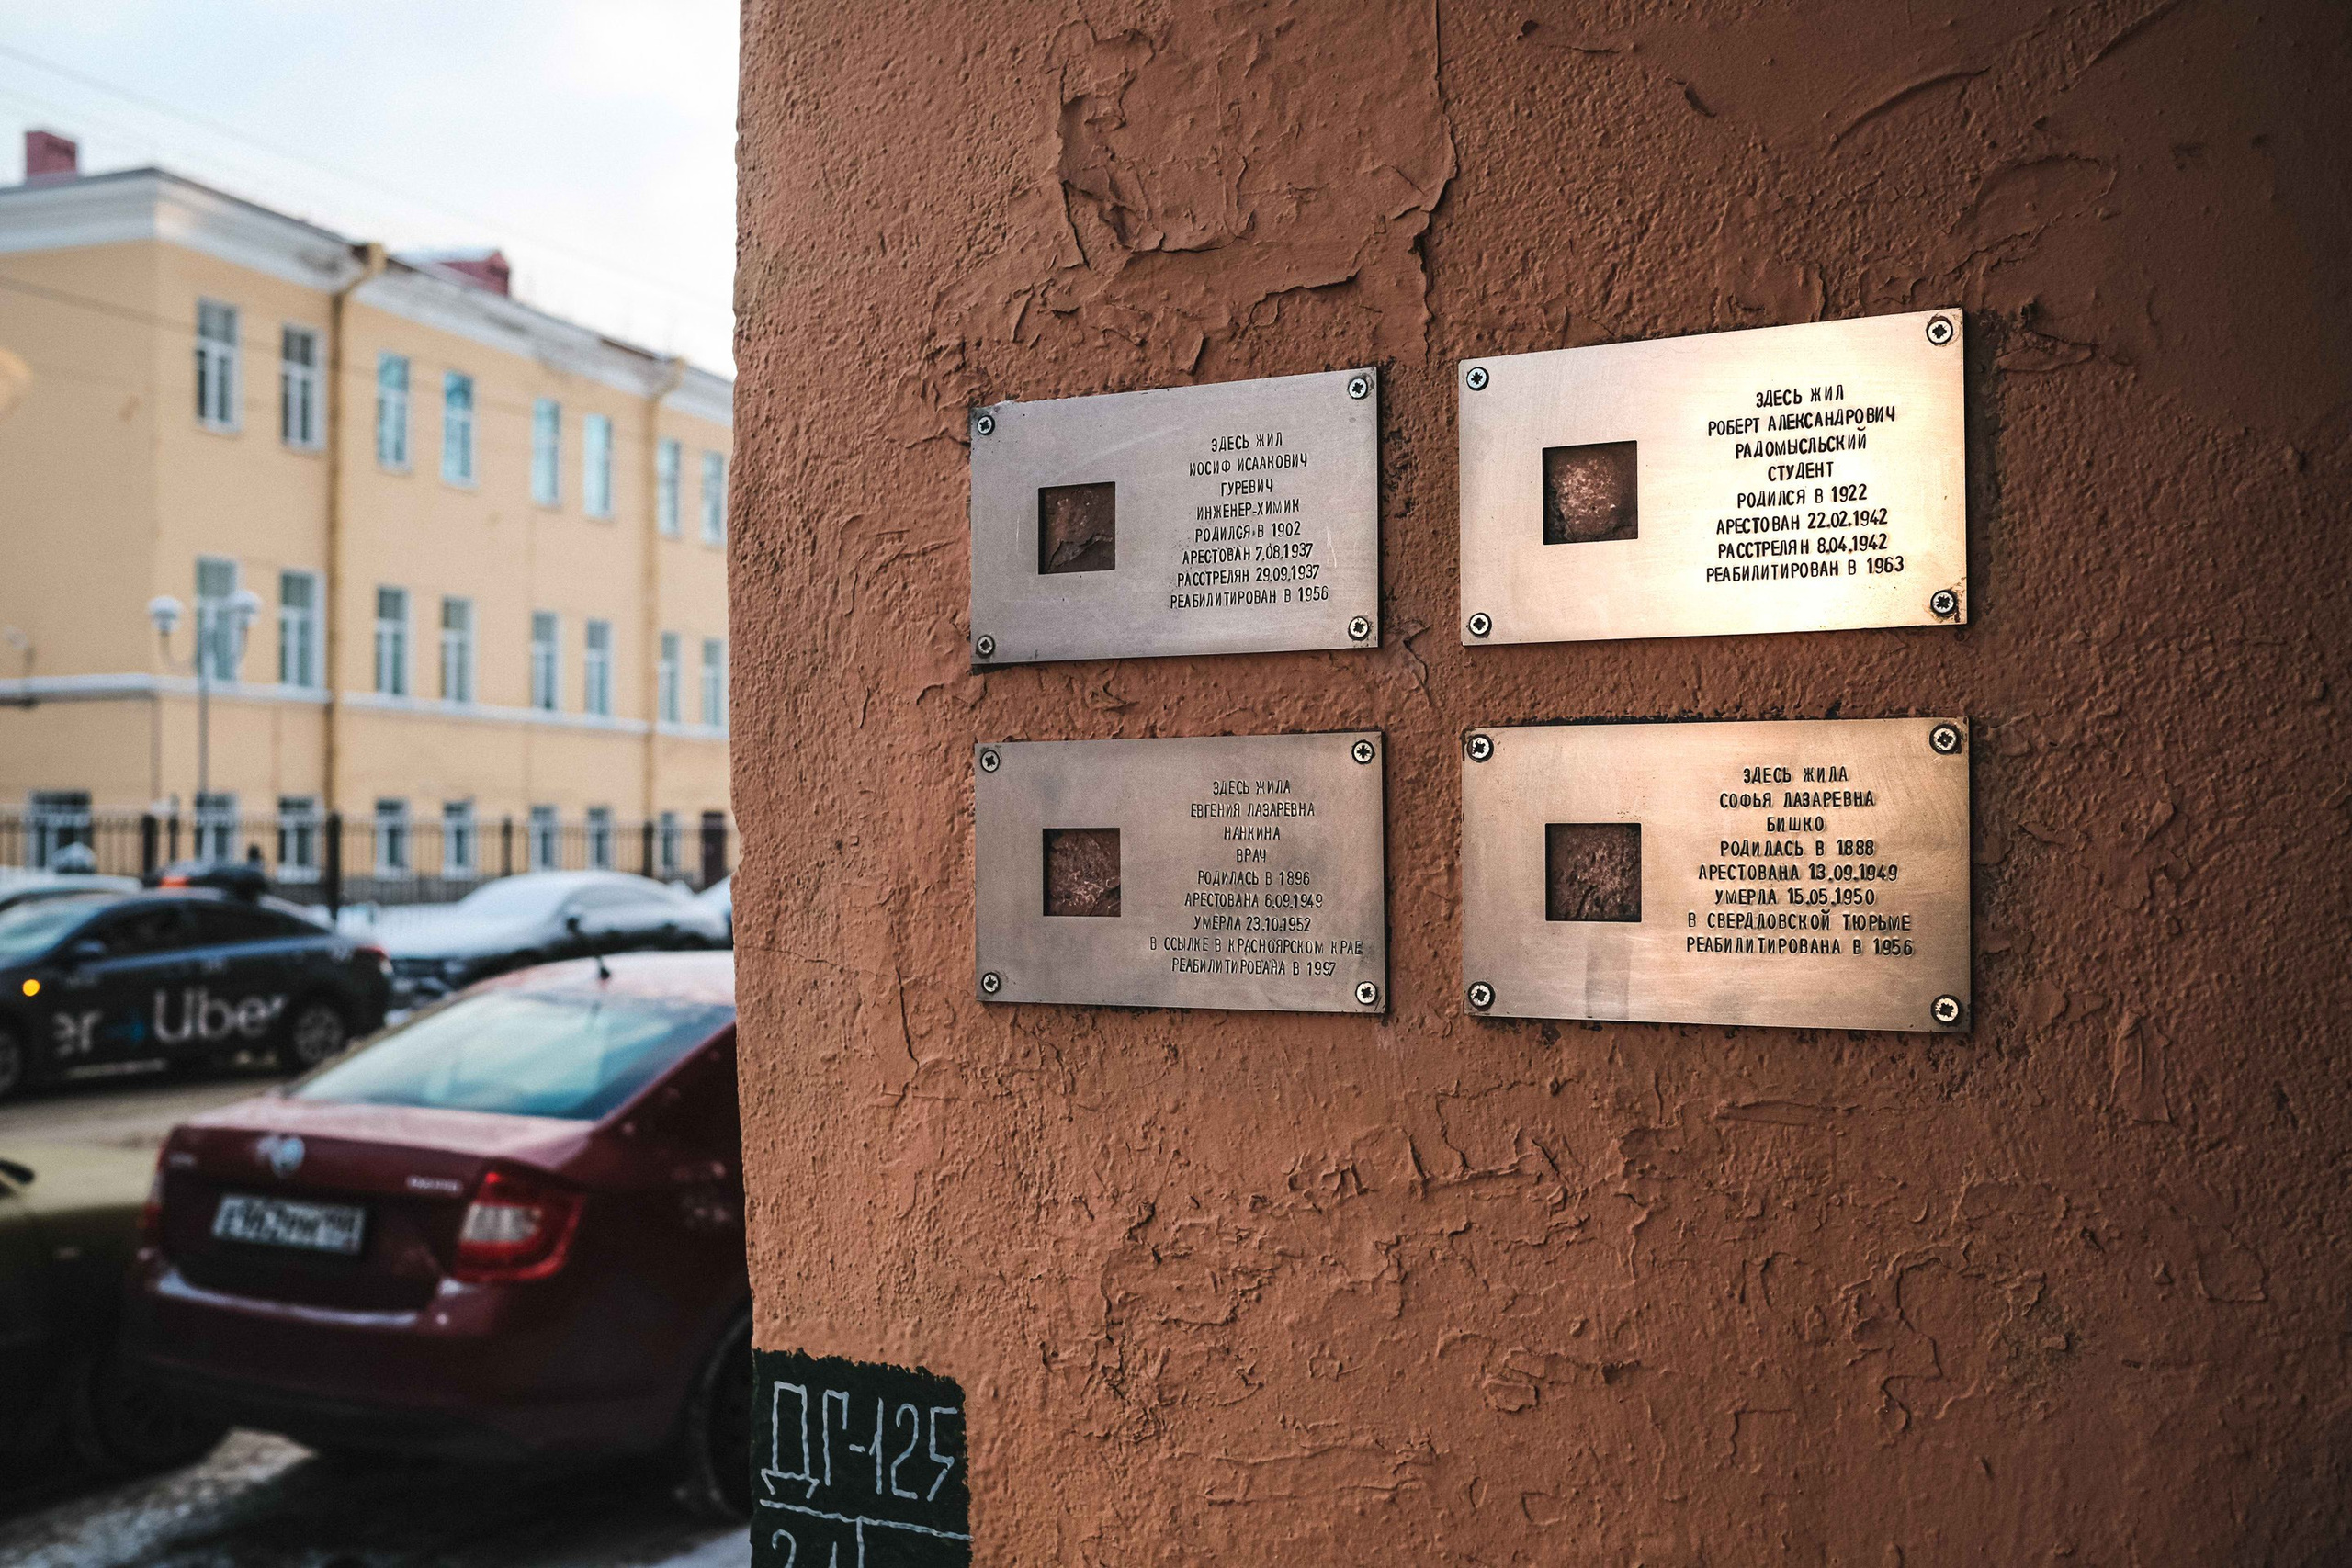 ЗДЕСЬ ЖИЛ
ИОСИФ ИСААКОВИЧ
ГУРЕВИЧ
ИНЖЕНЕР-ХИМИК
РОДИЛСЯ В 1902
АРЕСТОВАН 7.08.1937
РАССТРЕЛЯН 29.09.1937
РЕАБИЛИТИРОВАН В 1956
ЗДЕСЬ ЖИЛ
РОБЕРТ АЛЕКСАНДРОВИЧ
РАДОМЫСЛЬСКИЙ
СТУДЕНТ
РОДИЛСЯ В 1922
АРЕСТОВАН 22.02.1942
РАССТРЕЛЯН 8.04.1942
РЕАБИЛИТИРОВАН В 1963
ЗДЕСЬ ЖИЛА
ЕВГЕНИЯ ЛАЗАРЕВНА
НАНКИНА
ВРАЧ
РОДИЛАСЬ В 1896
АРЕСТОВАНА 6.09.1949
УМЕРЛА 23.10.1952
В ССЫЛКЕ В КРАСНОЯРСКОМ КРАЕ
РЕАБИЛИТИРОВАНА В 1997
ЗДЕСЬ ЖИЛА
СОФЬЯ ЛАЗАРЕВНА
БИШКО
РОДИЛАСЬ В 1888
АРЕСТОВАНА 13.09.1949
УМЕРЛА 15.05.1950
В СВЕРДЛОВСКОЙ ТЮРЬМЕ
РЕАБИЛИТИРОВАНА В 1956
er Uber
ДГ-125